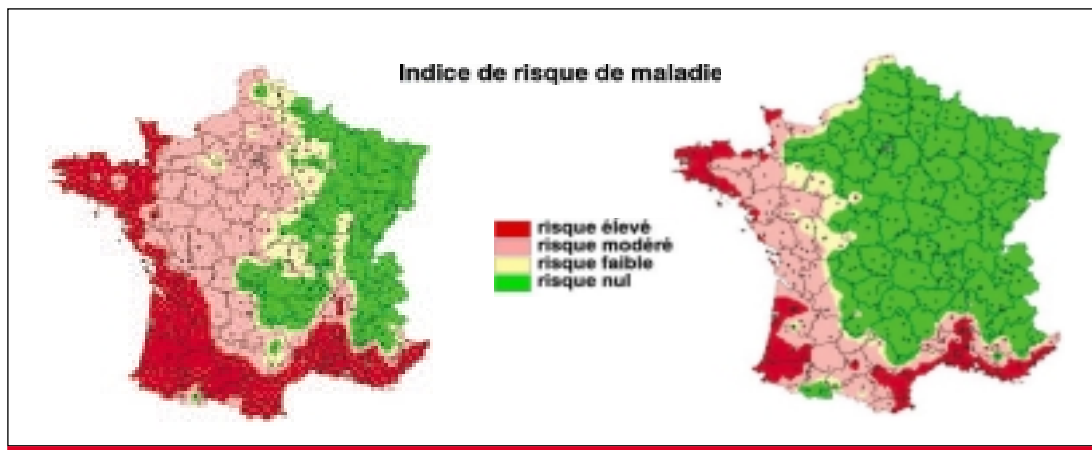 Indice de risque de maladie
risque élevé
risque modéré
risque faible
risque nul